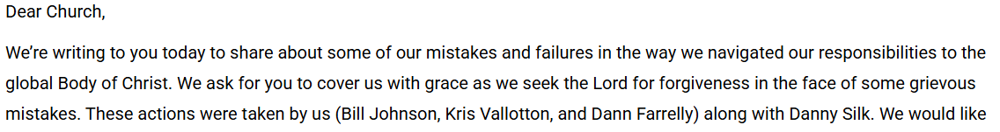 Dear Church,
We’re writing to you today to share about some of our mistakes and failures in the way we navigated our responsibilities to the
global Body of Christ. We ask for you to cover us with grace as we seek the Lord for forgiveness in the face of some grievous
mistakes. These actions were taken by us (Bill Johnson, Kris Vallotton, and Dann Farrelly) along with Danny Silk. We would like